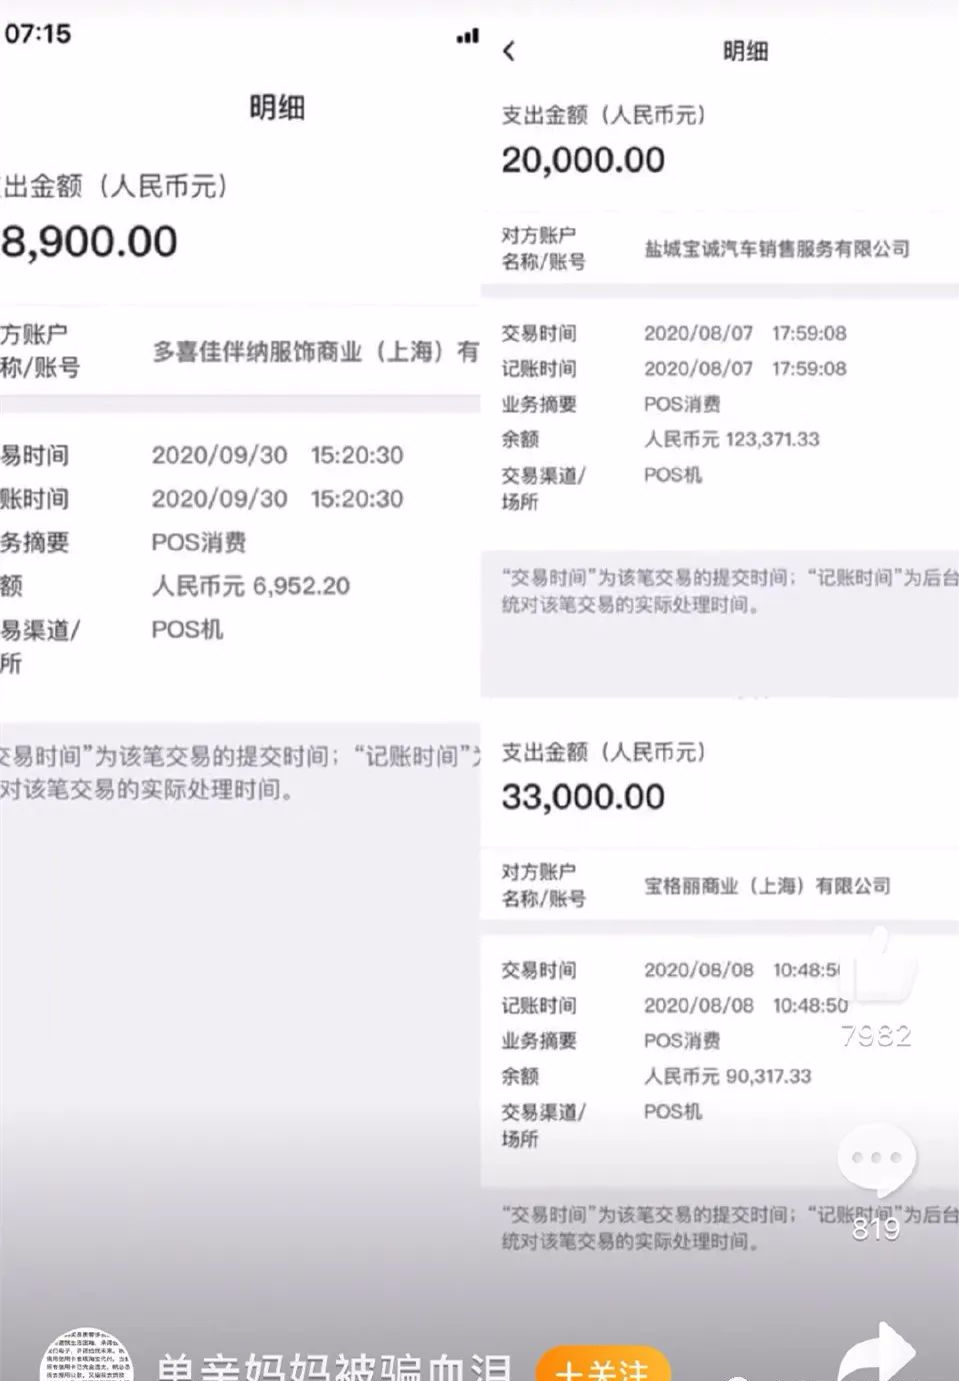 07:15
明细
出金额（人民币元）
8,900.00
方账户
称/账号
多喜佳伴纳服饰商业（上海）有
易时间 2020/09/30 15:20:30
账时间 2020/09/30 15:20:30
务摘要 POS消费
额 人民币元 6,952.20
易渠道/ POS机
所
交易时间”为该笔交易的提交时间；“记账时间”为
对该笔交易的实际处理时间。
明细
支出金额（人民币元）
20,000.00
对方账户
名称/账号
盐城宝诚汽车销售服务有限公司
交易时间 2020/08/07 17:59:08
记账时间 2020/08/07 17:59:08
业务摘要 POS消费
余额 人民币元 123,371.33
交易渠道/ POS机
场所
“交易时间”为该笔交易的提交时间；“记账时间”为后台
统对该笔交易的实际处理时间。
支出金额（人民币元）
33,000.00
对方账户
名称/账号
宝格丽商业（上海）有限公司
交易时间 2020/08/08 10:48:50
记账时间 2020/08/08 10:48:50
业务摘要 POS消费
余额 人民币元 90,317.33
交易渠道/ POS机
场所
“交易时间”为该笔交易的提交时间；“记账时间”为后台
统对该笔交易的实际处理时间。
7982
819
单亲妈妈被骗血泪
+关注